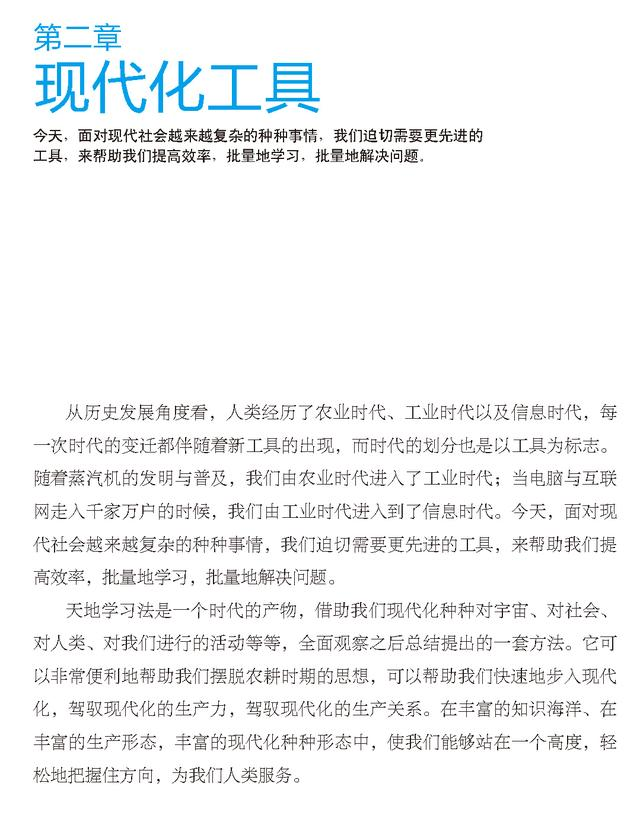 第二章
现代化工具
今天，面对现代社会越来越复杂的种种事情，我们迫切需要更先进的
工具，来帮助我们提高效率，批量地学习，批量地解决问题。
从历史发展角度看，人类经历了农业时代、工业时代以及信息时代，每
一次时代的变迁都伴随着新工具的出现，而时代的划分也是以工具为标志。
随着蒸汽机的发明与普及，我们由农业时代进入了工业时代；当电脑与互联
网走入千家万户的时候，我们由工业时代进入到了信息时代。今天，面对现
代社会越来越复杂的种种事情，我们迫切需要更先进的工具，来帮助我们提
高效率，批量地学习，批量地解决问题。
天地学习法是一个时代的产物，借助我们现代化种种对宇宙、对社会、
对人类、对我们进行的活动等等，全面观察之后总结提出的一套方法。它可
以非常便利地帮助我们摆脱农耕时期的思想，可以帮助我们快速地步入现代
化，驾驭现代化的生产力，驾驭现代化的生产关系。在丰富的知识海洋、在
丰富的生产形态，丰富的现代化种种形态中，使我们能够站在一个高度，轻
松地把握住方向，为我们人类服务。